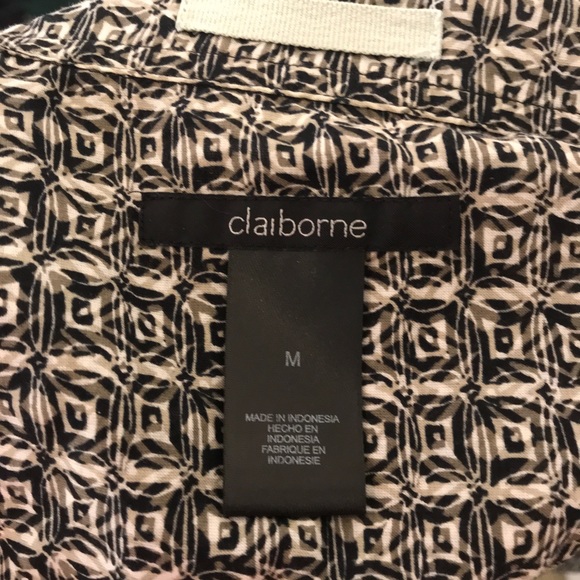 claiborne
M
MADE IN INDONESIA
HECHO EN
INDONESIA
FABRIQUE EN
INDONESIE